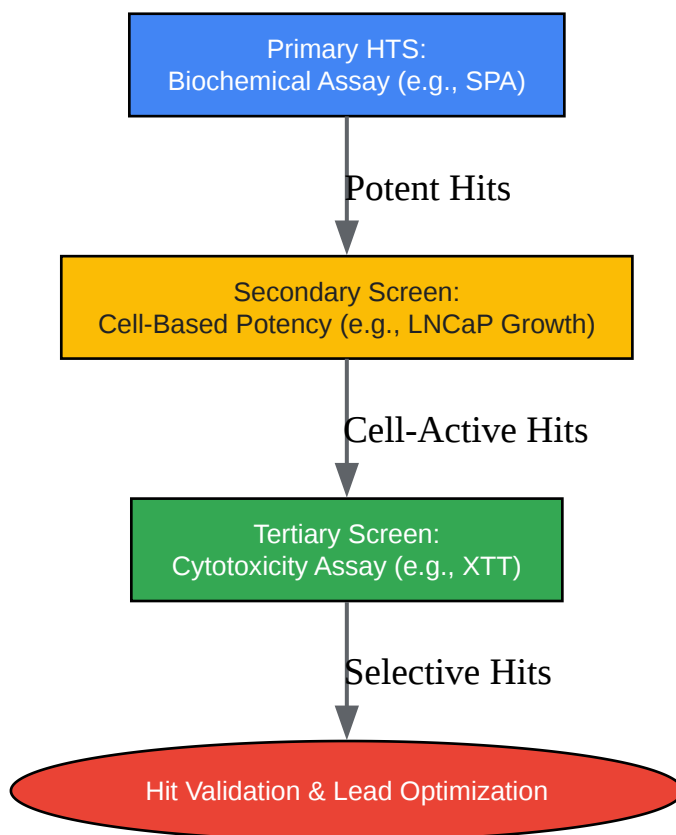 Primary HTS:
Biochemical Assay (e.g., SPA)
Potent Hits
Secondary Screen:
Cell-Based Potency (e.g., LNCaP Growth)
Cell-Active Hits
Tertiary Screen:
Cytotoxicity Assay (e.g., XTT)
Selective Hits
Hit Validation & Lead Optimization